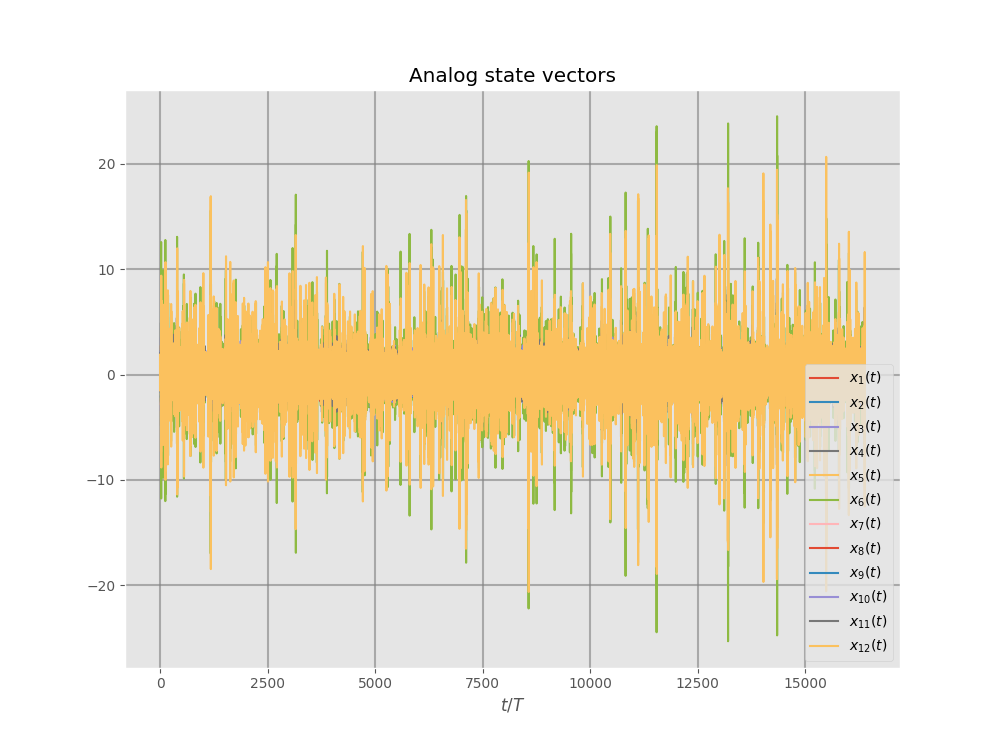 Analog state vectors
20
10
0
−10
−20
0 2500 5000 7500 10000 12500 15000
t/T
x₁(t)
x₂(t)
x₃(t)
x₄(t)
x₅(t)
x₆(t)
x₇(t)
x₈(t)
x₉(t)
x₁₀(t)
x₁₁(t)
x₁₂(t)